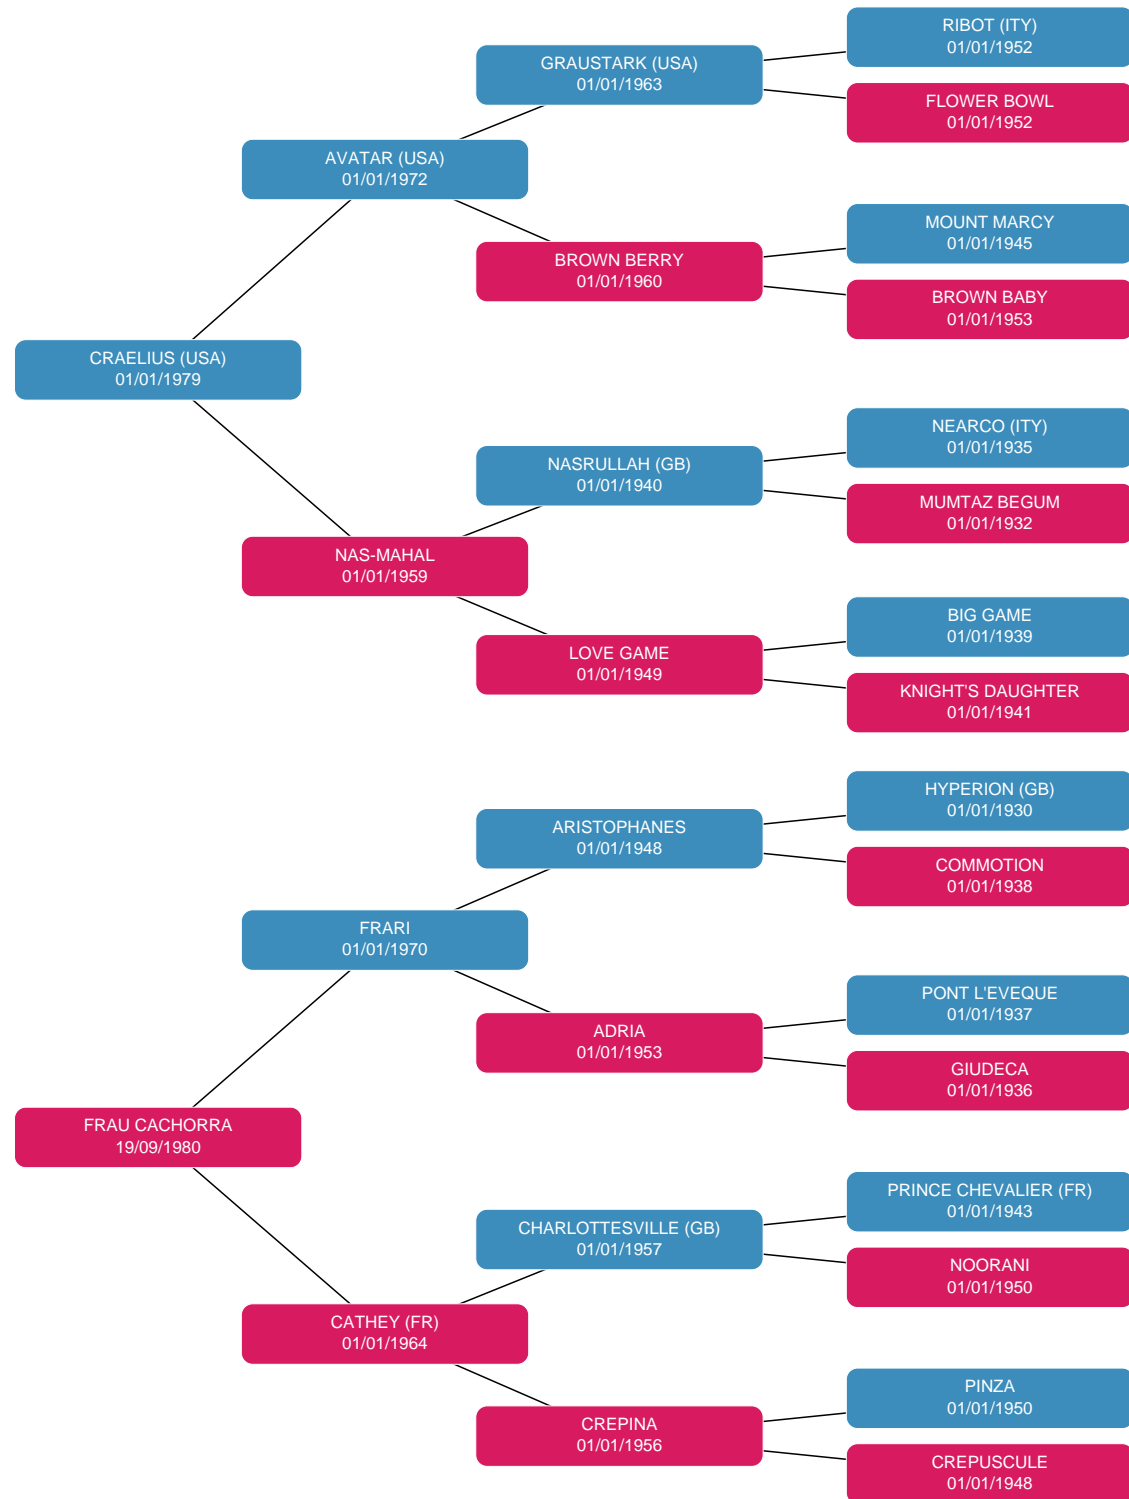 RIBOT (ITY)
01/01/1952
GRAUSTARK (USA)
01/01/1963
FLOWER BOWL
01/01/1952
AVATAR (USA)
01/01/1972
MOUNT MARCY
01/01/1945
BROWN BERRY
01/01/1960
BROWN BABY
01/01/1953
CRAELIUS (USA)
01/01/1979
NEARCO (ITY)
01/01/1935
NASRULLAH (GB)
01/01/1940
MUMTAZ BEGUM
01/01/1932
NAS-MAHAL
01/01/1959
BIG GAME
01/01/1939
LOVE GAME
01/01/1949
KNIGHT'S DAUGHTER
01/01/1941
HYPERION (GB)
01/01/1930
ARISTOPHANES
01/01/1948
COMMOTION
01/01/1938
FRARI
01/01/1970
PONT L'EVEQUE
01/01/1937
ADRIA
01/01/1953
GIUDECA
01/01/1936
FRAU CACHORRA
19/09/1980
PRINCE CHEVALIER (FR)
01/01/1943
CHARLOTTESVILLE (GB)
01/01/1957
NOORANI
01/01/1950
CATHEY (FR)
01/01/1964
PINZA
01/01/1950
CREPINA
01/01/1956
CREPUSCULE
01/01/1948